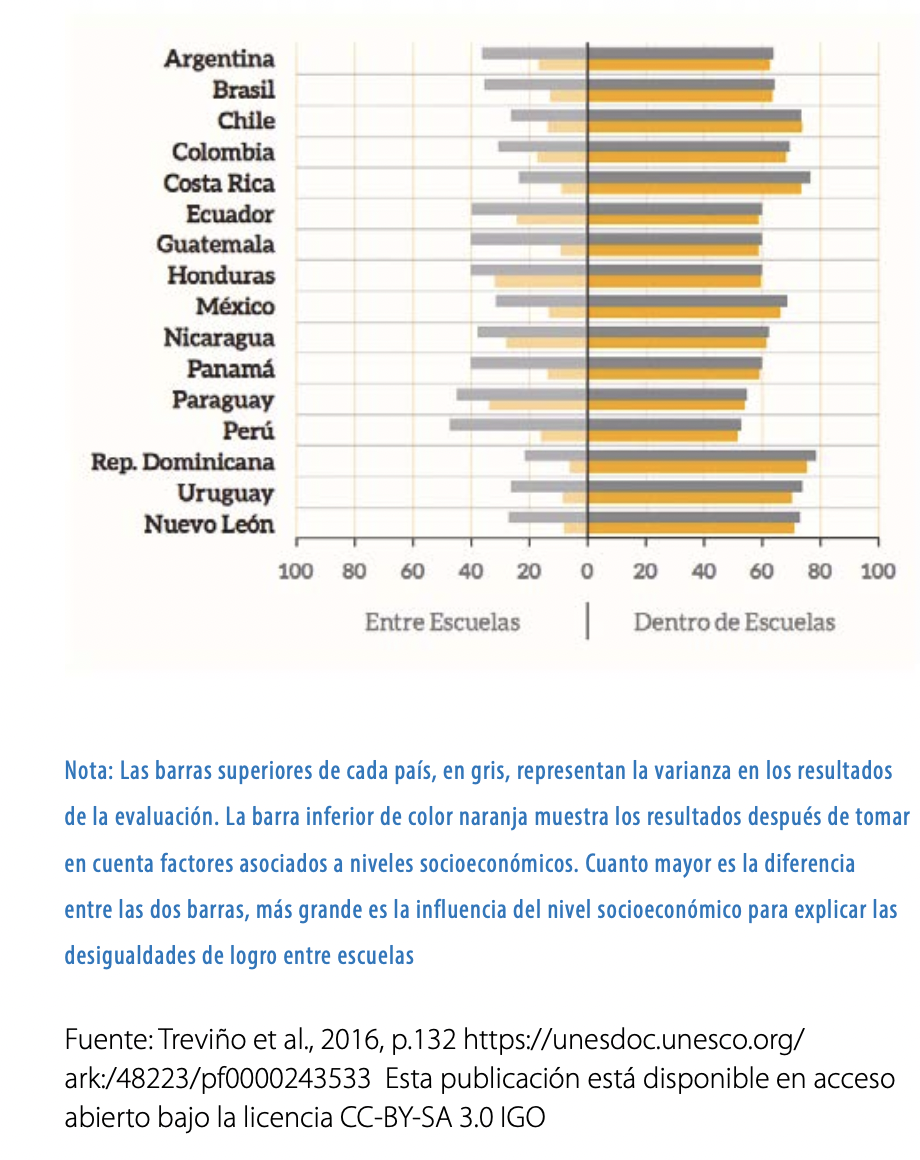 Argentina
Brasil
Chile
Colombia
Costa Rica
Ecuador
Guatemala
Honduras
México
Nicaragua
Panamá
Paraguay
Perú
Rep. Dominicana
Uruguay
Nuevo León
100 80 60 40 20 0 20 40 60 80 100
Entre Escuelas Dentro de Escuelas
Nota: Las barras superiores de cada país, en gris, representan la varianza en los resultados
de la evaluación. La barra inferior de color naranja muestra los resultados después de tomar
en cuenta factores asociados a niveles socioeconómicos. Cuanto mayor es la diferencia
entre las dos barras, más grande es la influencia del nivel socioeconómico para explicar las
desigualdades de logro entre escuelas
Fuente: Treviño et al., 2016, p.132 https://unesdoc.unesco.org/
ark:/48223/pf0000243533 Esta publicación está disponible en acceso
abierto bajo la licencia CC-BY-SA 3.0 IGO